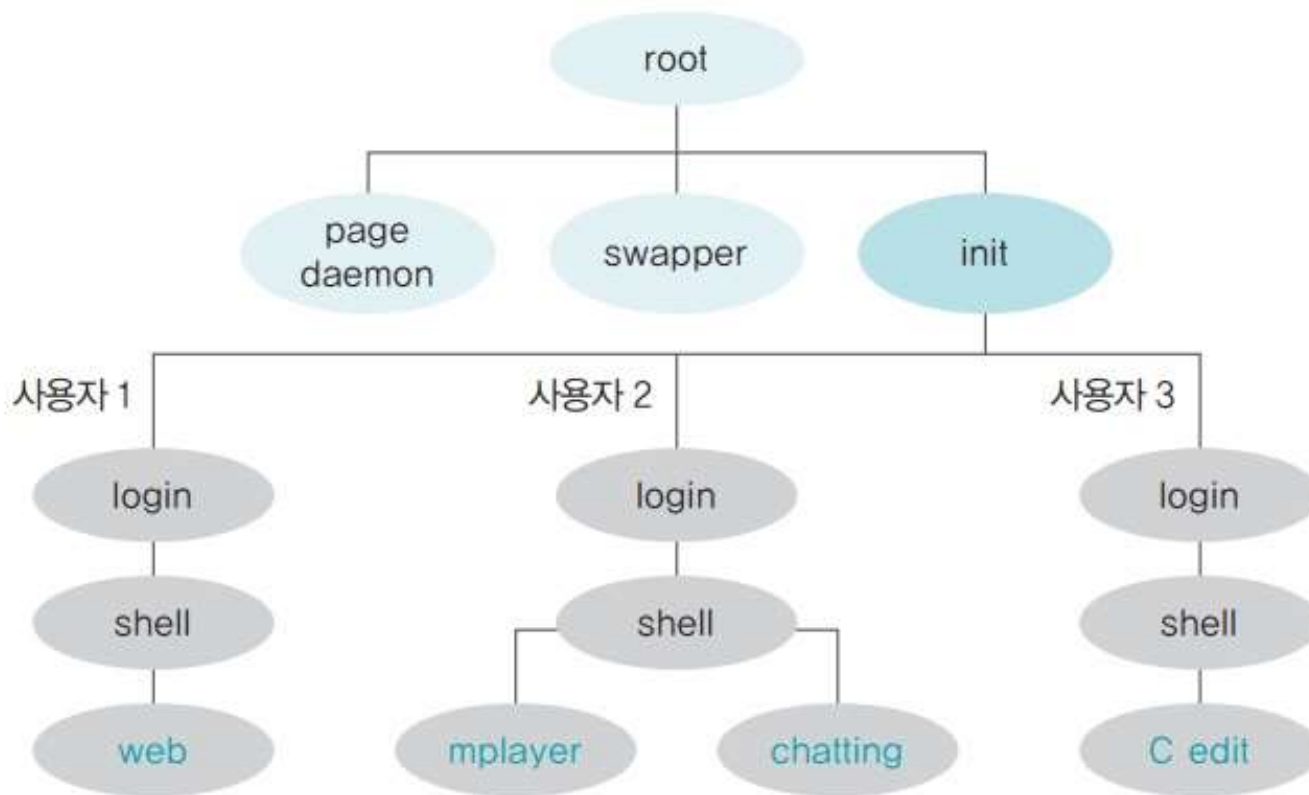 root
page
daemon
swapper
init
사용자 1
사용자 2
사용자 3
login
login
login
shell
shell
shell
web
mplayer
chatting
C edit